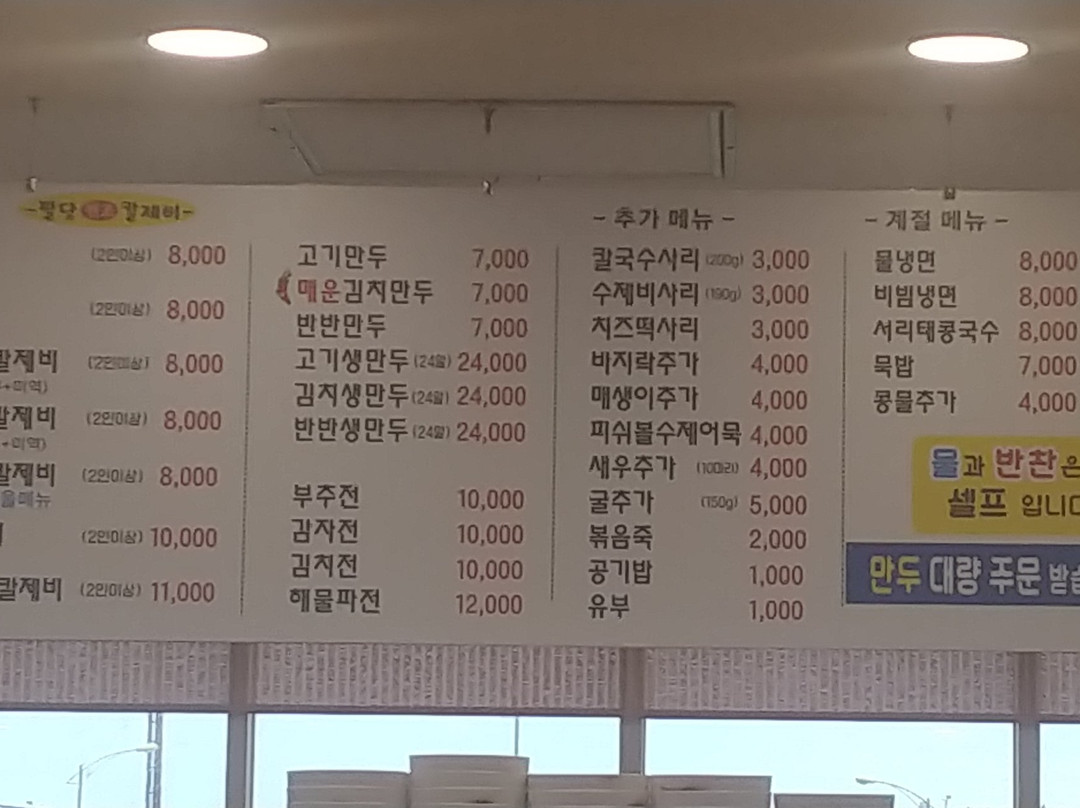 -팔당원조칼제비-
(2인이상) 8,000
(2인이상) 8,000
칼제비 (2인이상) 8,000
+미역)
칼제비 (2인이상) 8,000
+미역)
칼제비 (2인이상) 8,000
울메뉴
(2인이상) 10,000
칼제비 (2인이상) 11,000
고기만두 7,000
매운김치만두 7,000
반반만두 7,000
고기생만두(24알) 24,000
김치생만두(24알) 24,000
반반생만두(24알) 24,000
부추전 10,000
감자전 10,000
김치전 10,000
해물파전 12,000
- 추가 메뉴 -
칼국수사리(200g) 3,000
수제비사리(190g) 3,000
치즈떡사리 3,000
바지락추가 4,000
매생이추가 4,000
피쉬볼수제어묵 4,000
새우추가 (10마리) 4,000
굴추가 (150g) 5,000
볶음죽 2,000
공기밥 1,000
유부 1,000
- 계절 메뉴 -
물냉면 8,000
비빔냉면 8,000
서리태콩국수 8,000
묵밥 7,000
콩물추가 4,000
물과 반찬은
셀프 입니다
만두 대량 주문 받습